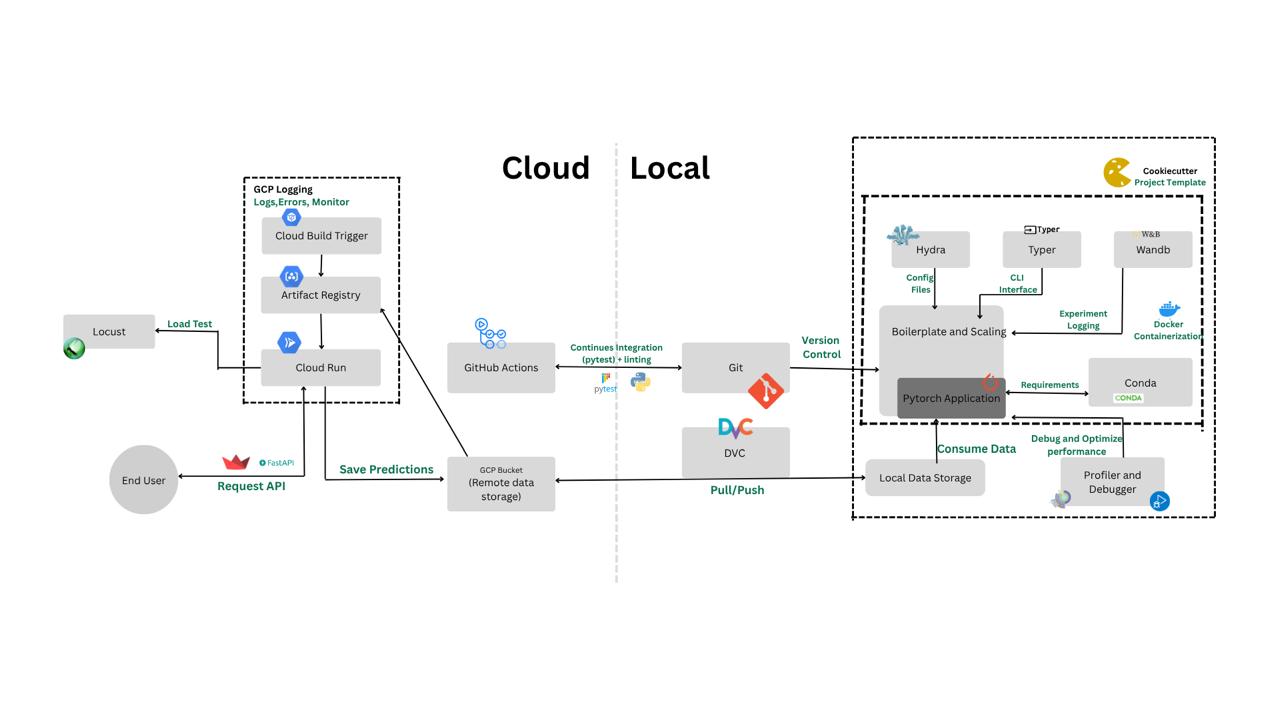 Cloud
Local
GCP Logging
Logs,Errors, Monitor
Cloud Build Trigger
Artifact Registry
Cloud Run
Locust
Load Test
End User
FastAPI
Request API
Save Predictions
GCP Bucket
(Remote data
storage)
GitHub Actions
Continues Integration
(pytest) + linting
pytest
Git
Version
Control
DVC
DVC
Pull/Push
Cookiecutter
Project Template
Hydra
Config
Files
Typer
Typer
CLI
Interface
W&B
Wandb
Experiment
Logging
Docker
Containerization
Boilerplate and Scaling
Pytorch Application
Requirements
Conda
CONDA
Consume Data
Debug and Optimize
performance
Local Data Storage
Profiler and
Debugger